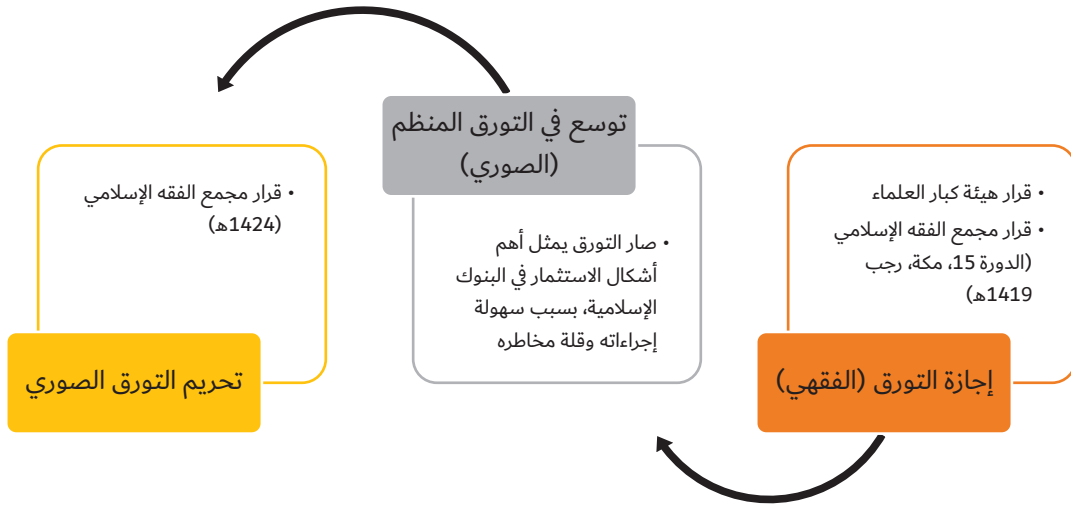 • قرار هيئة كبار العلماء
• قرار مجمع الفقه الإسلامي
(الدورة 15، مكة، رجب
1419هـ)
إجازة التورق (الفقهي)
توسع في التورق المنظم
(الصوري)
• صار التورق يمثل أهم
أشكال الاستثمار في البنوك
الإسلامية، بسبب سهولة
إجراءاته وقلة مخاطره
• قرار مجمع الفقه الإسلامي
(1424هـ)
تحريم التورق الصوري